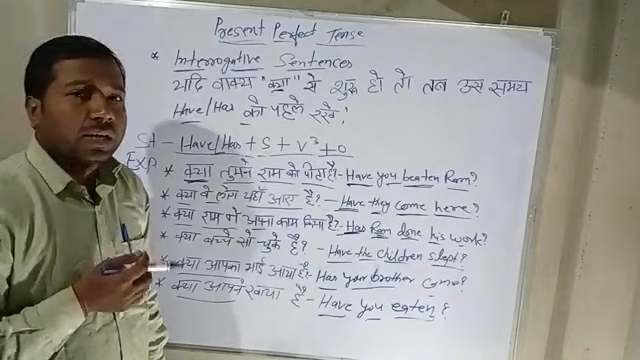 Present Perfect Tense
* Interrogative Sentences
यदि वाक्य "क्या" से शुरू हो तो तब उस समय
Have/Has को पहले रखें!
St - Have/Has + S + V³ + O
Exp * क्या तुमने राम को पीटा है - Have you beaten Ram?
* क्या वे लोग यहाँ आए है? - Have they come here?
* क्या राम ने अपना काम किया है? - Has Ram done his work?
* क्या बच्चे सो चुके है? - Have the children slept?
* क्या आपका भाई आया है? - Has your brother come?
* क्या आपने खाया है - Have you eaten?